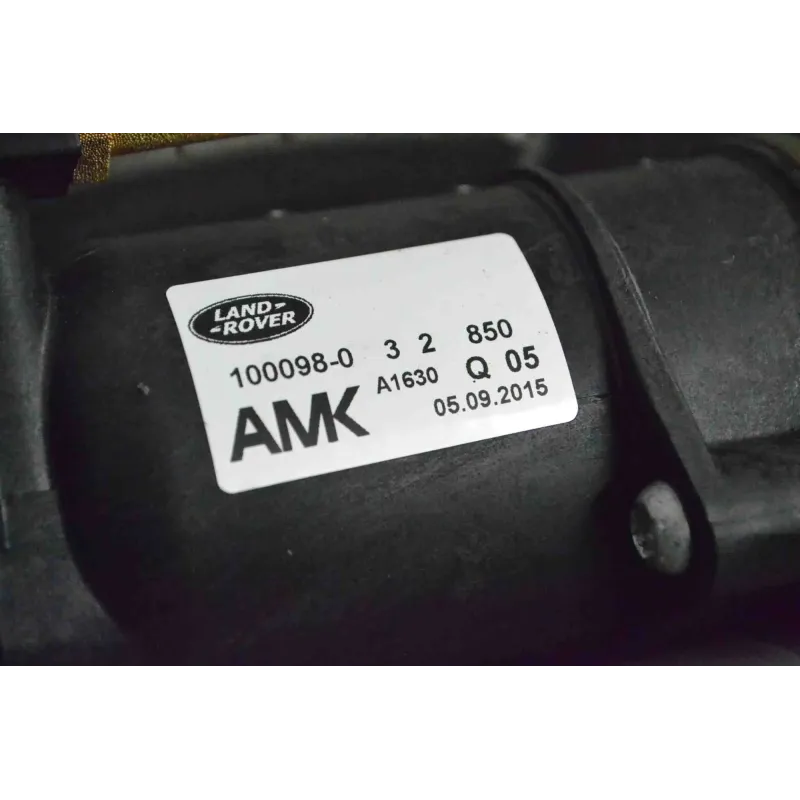 LAND-
-ROVER
100098-0 3 2 850
AMK A1630 Q 05
05.09.2015